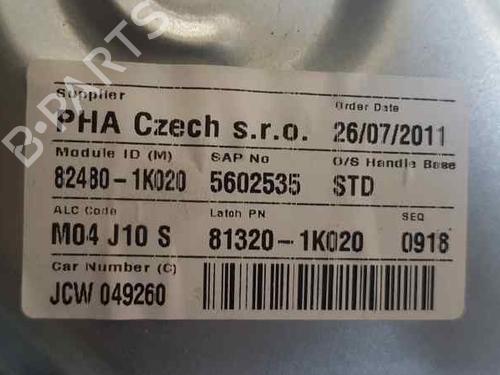 Supplier Order Date
PHA Czech s.r.o. 26/07/2011
Module ID (M) SAP No O/S Handle Base
82480-1K020 5602535 STD
ALC Code Latch PN SEQ
M04 J10 S 81320-1K020 0918
Car Number (C)
JCW 049260
B-PARTS